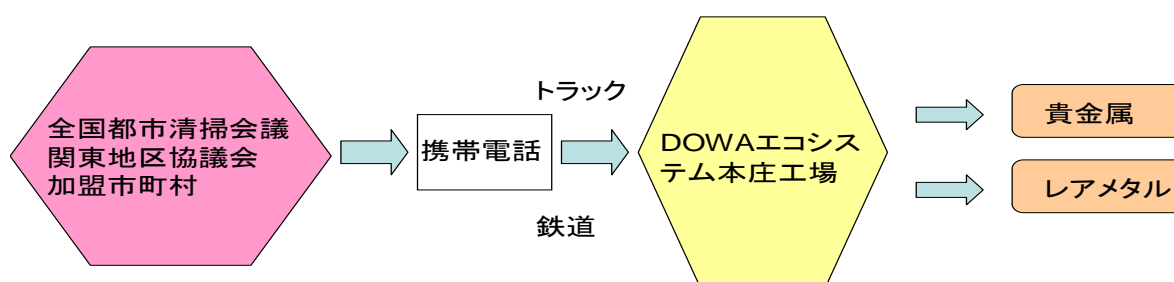 全国都市清掃会議
関東地区協議会
加盟市町村
携帯電話
トラック
鉄道
DOWAエコシス
テム本庄工場
貴金属
レアメタル